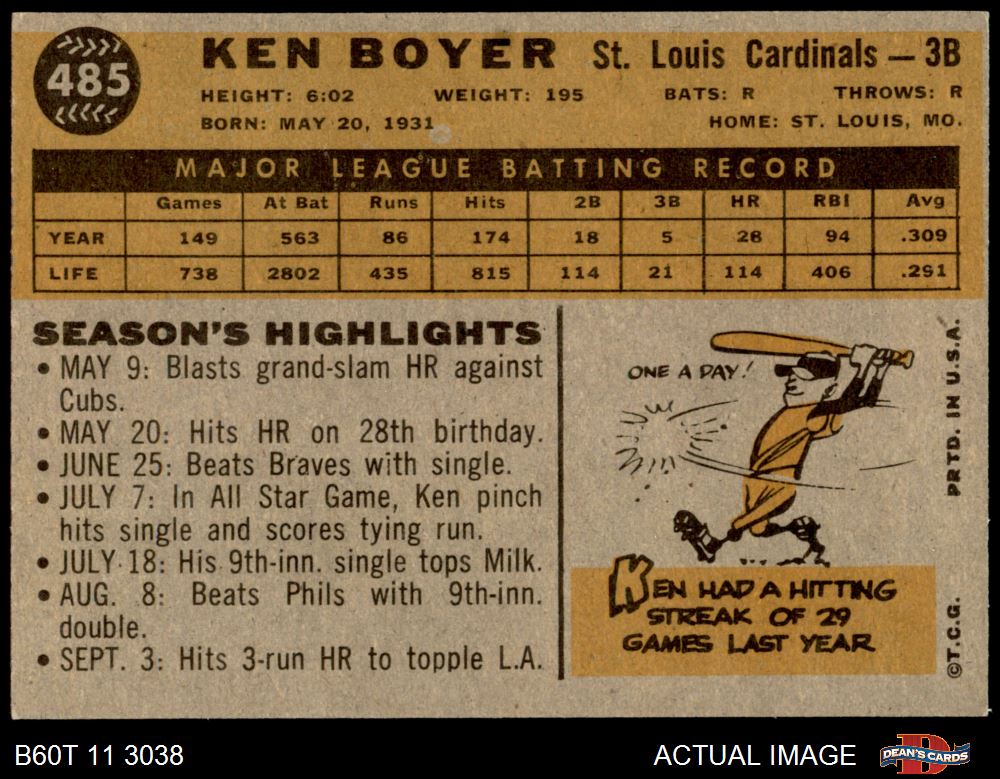 485
KEN BOYER St. Louis Cardinals — 3B
HEIGHT: 6:02 WEIGHT: 195 BATS: R THROWS: R
BORN: MAY 20, 1931 HOME: ST. LOUIS, MO.
MAJOR LEAGUE BATTING RECORD
Games At Bat Runs Hits 2B 3B HR RBI Avg
YEAR 149 563 86 174 18 5 28 94 .309
LIFE 738 2802 435 815 114 21 114 406 .291
SEASON'S HIGHLIGHTS
• MAY 9: Blasts grand-slam HR against
Cubs.
• MAY 20: Hits HR on 28th birthday.
• JUNE 25: Beats Braves with single.
• JULY 7: In All Star Game, Ken pinch
hits single and scores tying run.
• JULY 18: His 9th-inn. single tops Milk.
• AUG. 8: Beats Phils with 9th-inn.
double.
• SEPT. 3: Hits 3-run HR to topple L.A.
ONE A DAY!
KEN HAD A HITTING
STREAK OF 29
GAMES LAST YEAR
©T.C.G. PRTD. IN U.S.A.
B60T 11 3038 ACTUAL IMAGE
DEAN'S CARDS